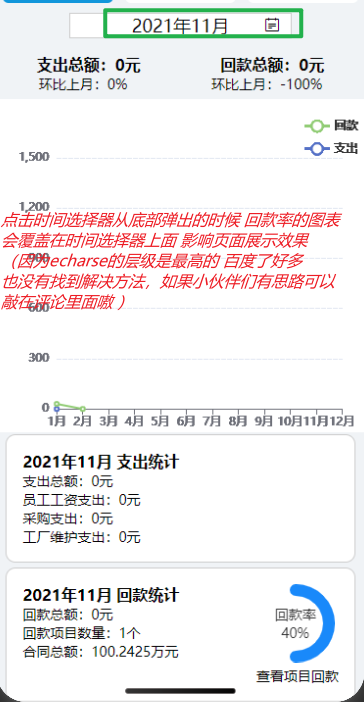 2021年11月
支出总额：0元 回款总额：0元
环比上月：0% 环比上月：-100%
回款
支出
1,500
1,200
点击时间选择器从底部弹出的时候 回款率的图表
会覆盖在时间选择器上面 影响页面展示效果
（因为echarse的层级是最高的 百度了好多
也没有找到解决方法，如果小伙伴们有思路可以
敲在评论里面嗷 ）
600
300
0
1月 2月 3月 4月 5月 6月 7月 8月 9月 10月11月12月
2021年11月 支出统计
支出总额：0元
员工工资支出：0元
采购支出：0元
工厂维护支出：0元
2021年11月 回款统计
回款总额：0元
回款项目数量：1个
合同总额：100.2425万元
回款率
40%
查看项目回款